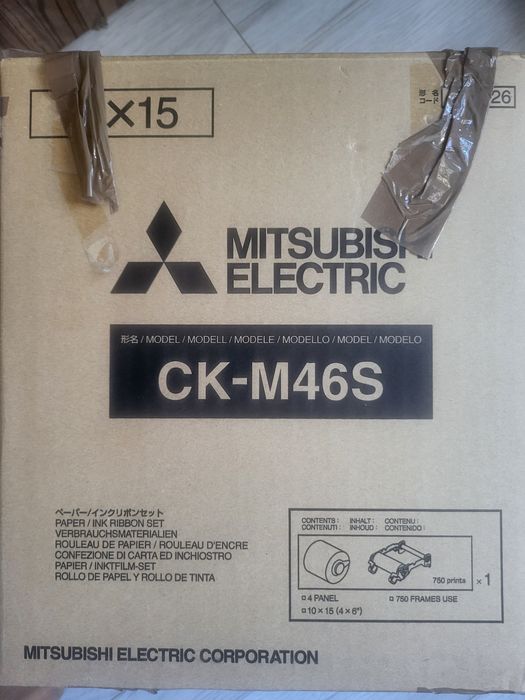 ×15
26
MITSUBISHI
ELECTRIC
形名 / MODEL / MODELL / MODELE / MODELLO / MODEL / MODELO
CK-M46S
ペーパー/インクリボンセット
PAPER / INK RIBBON SET
VERBRAUCHSMATERIALIEN
ROULEAU DE PAPIER / ROULEAU D'ENCRE
CONFEZIONE DI CARTA ED INCHIOSTRO
PAPIER / INKTFILM-SET
ROLLO DE PAPEL Y ROLLO DE TINTA
CONTENTS : INHALT : CONTENU :
CONTENUTI : INHOUD : CONTENIDO :
750 prints × 1
¤ 4 PANEL ¤ 750 FRAMES USE
¤ 10×15 (4×6")
MITSUBISHI ELECTRIC CORPORATION